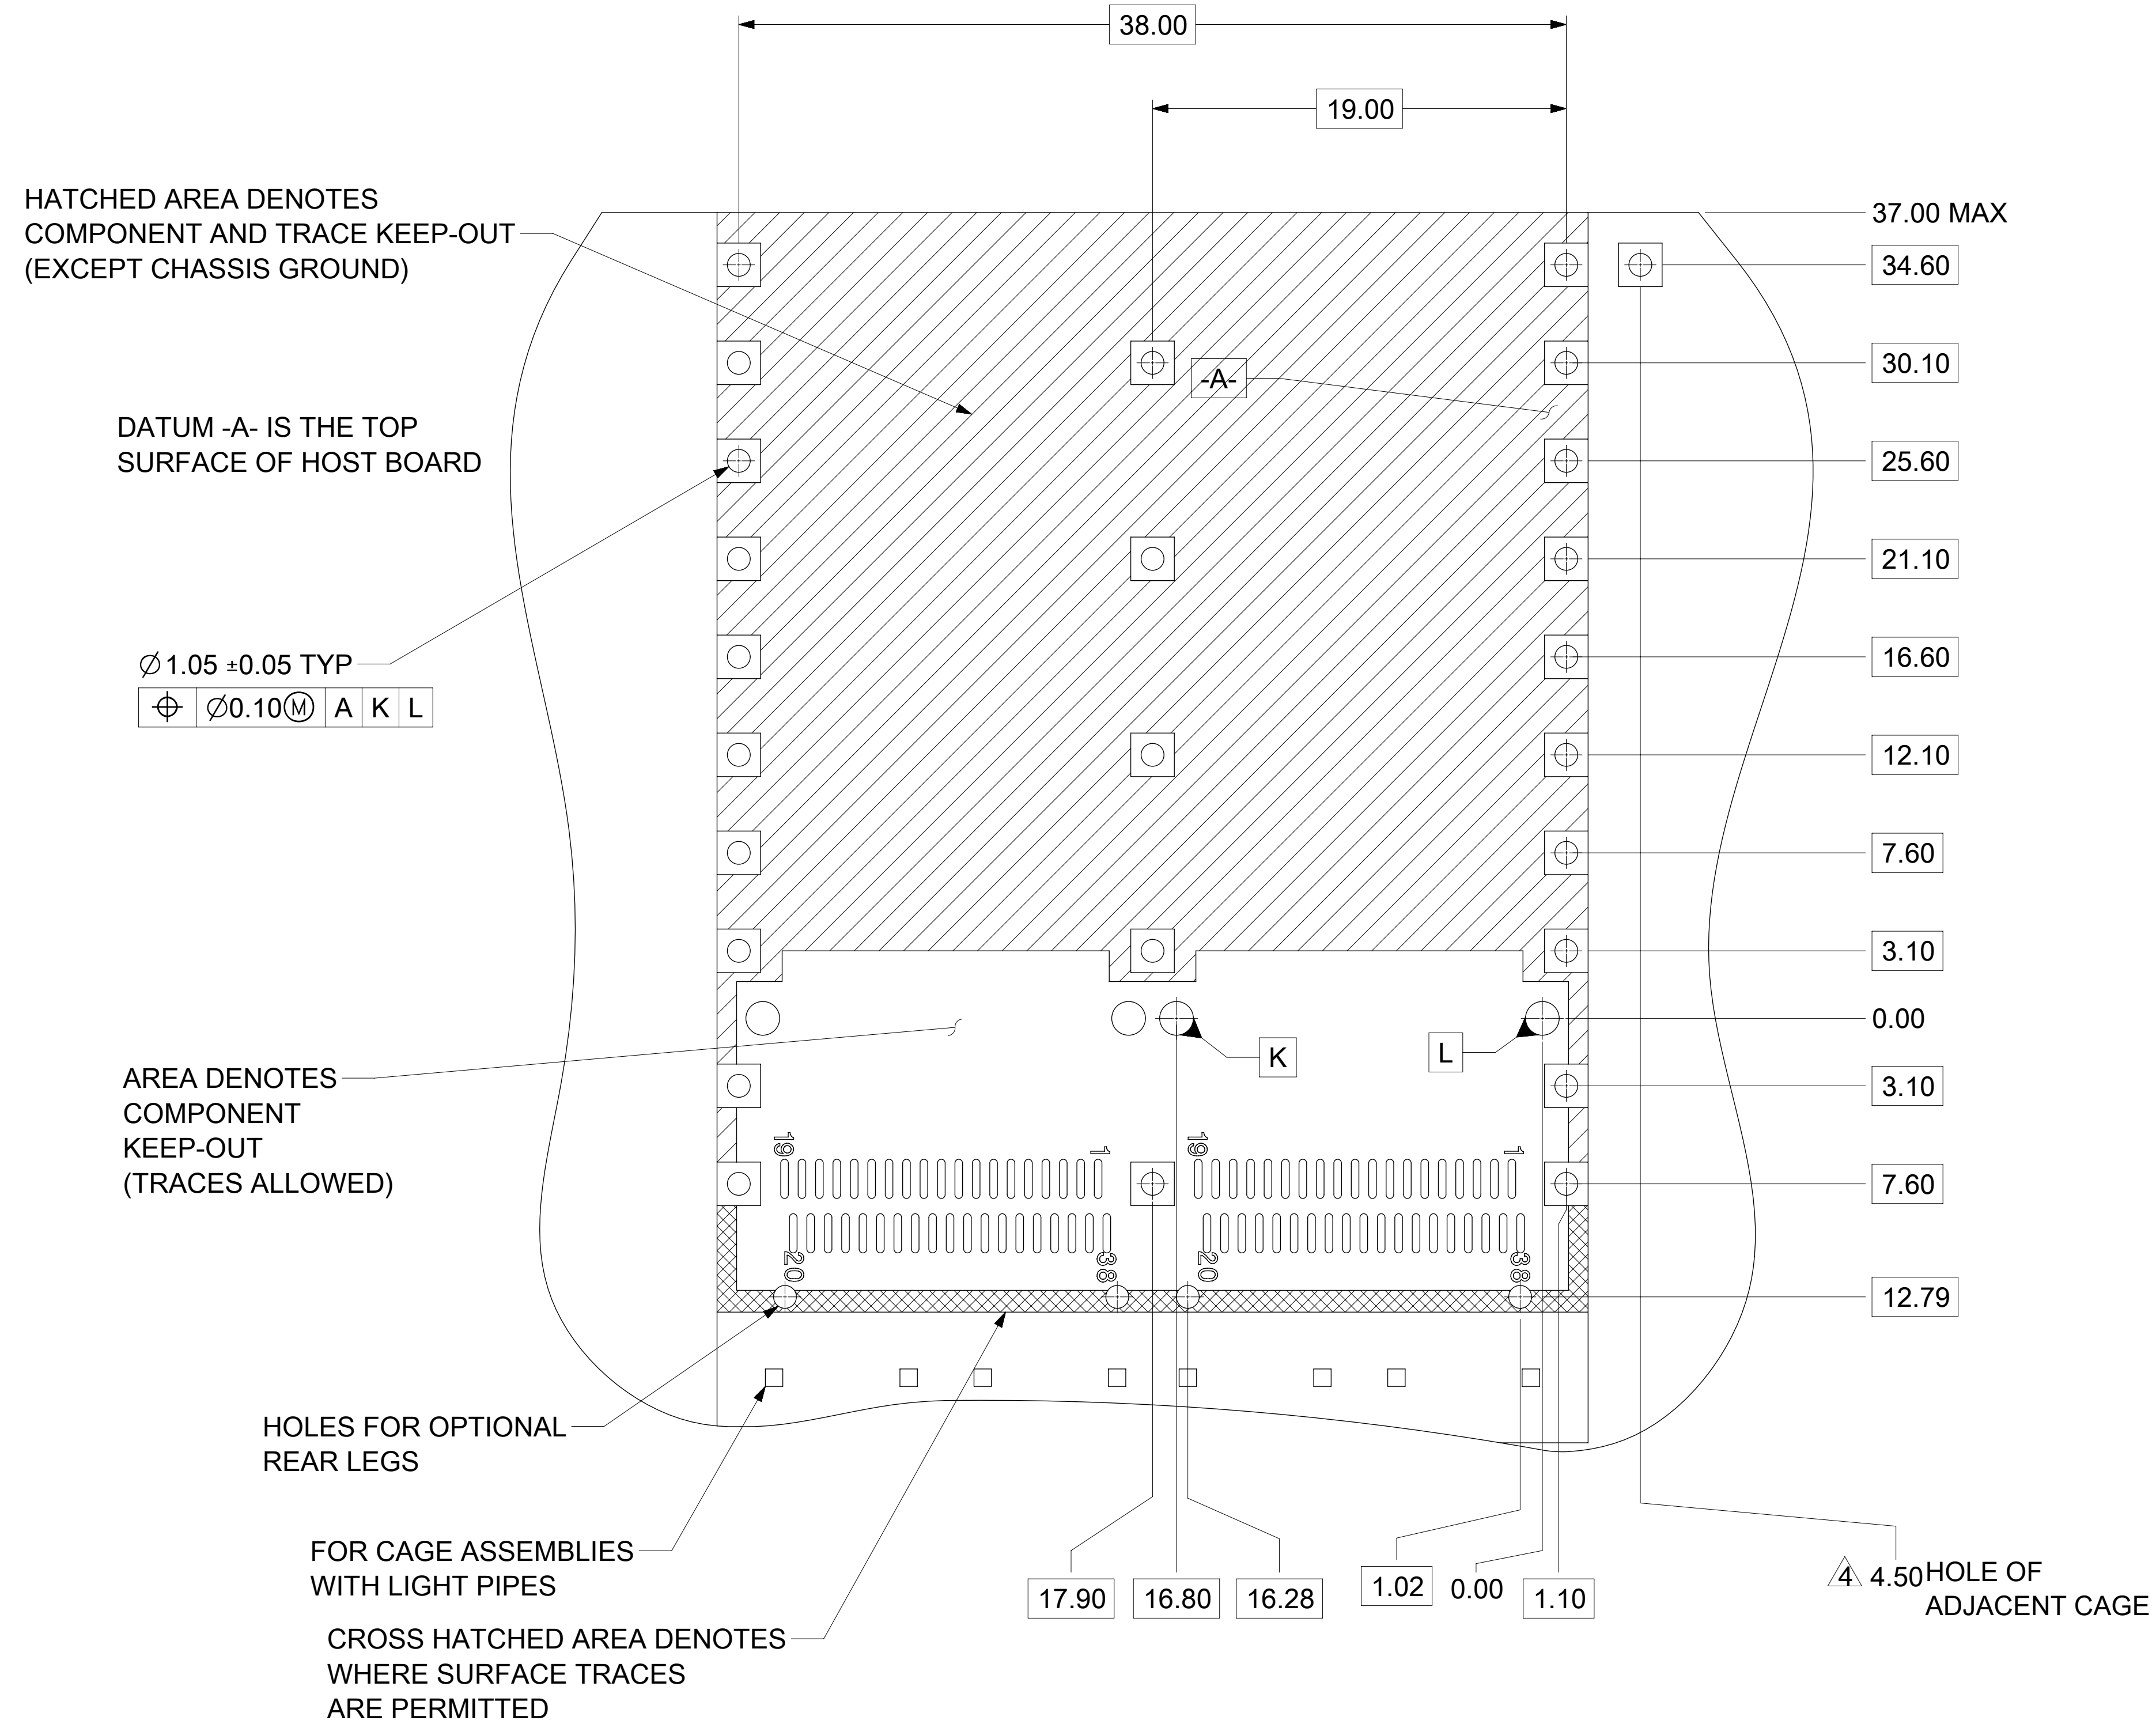 38.00
19.00
HATCHED AREA DENOTES
COMPONENT AND TRACE KEEP-OUT
(EXCEPT CHASSIS GROUND)
37.00 MAX
34.60
30.10
-A-
DATUM -A- IS THE TOP
SURFACE OF HOST BOARD
25.60
21.10
∅1.05 ±0.05 TYP
⌖ ∅0.10Ⓜ A K L
16.60
12.10
7.60
3.10
0.00
K
L
AREA DENOTES
COMPONENT
KEEP-OUT
(TRACES ALLOWED)
3.10
19 1 19 1
7.60
20 38 20 38
12.79
HOLES FOR OPTIONAL
REAR LEGS
FOR CAGE ASSEMBLIES
WITH LIGHT PIPES
17.90 16.80 16.28 1.02 0.00 1.10
4 4.50 HOLE OF
ADJACENT CAGE
CROSS HATCHED AREA DENOTES
WHERE SURFACE TRACES
ARE PERMITTED